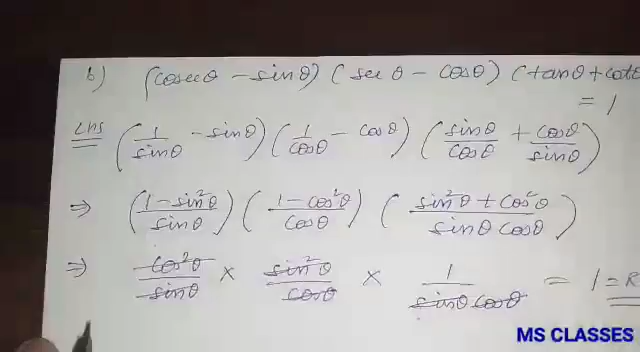 b) (cosecθ - sinθ) (secθ - cosθ) (tanθ + cotθ
= 1
LHS (1/sinθ - sinθ) (1/cosθ - cosθ) (sinθ/cosθ + cosθ/sinθ)
⇒ (1-sin²θ/sinθ) (1-cos²θ/cosθ) (sin²θ + cos²θ/sinθ cosθ)
⇒ cos²θ/sinθ × sin²θ/cosθ × 1/sinθ cosθ = 1 = R
MS CLASSES